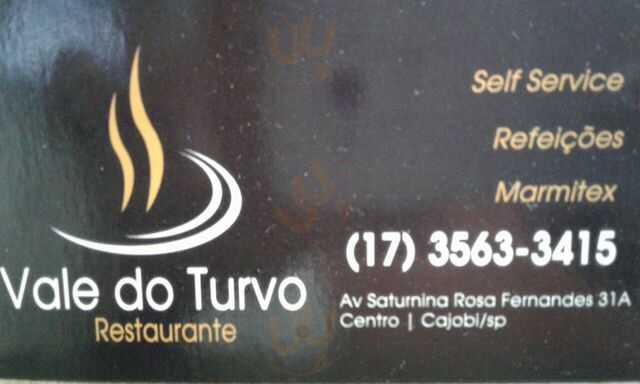 Self Service
Refeições
Marmitex
(17) 3563-3415
Vale do Turvo
Restaurante
Av Saturnina Rosa Fernandes 31A
Centro | Cajobi/sp